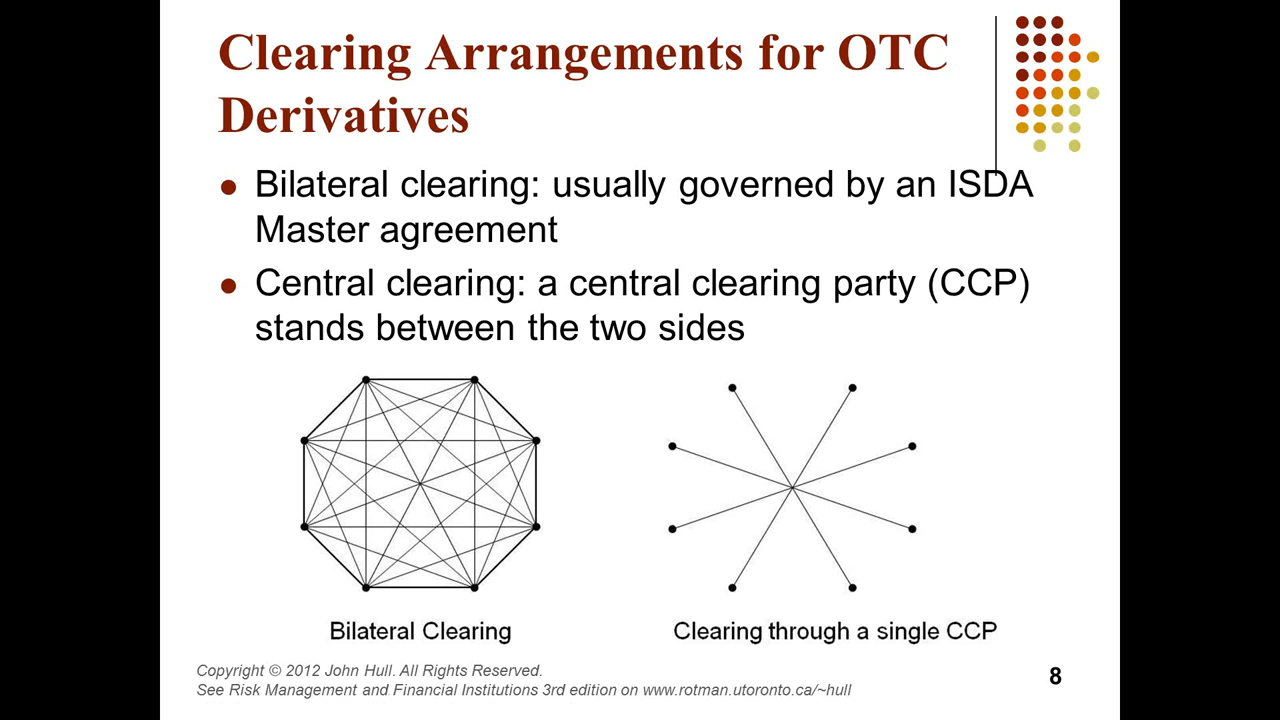 Clearing Arrangements for OTC
Derivatives
Bilateral clearing: usually governed by an ISDA
Master agreement
Central clearing: a central clearing party (CCP)
stands between the two sides
Bilateral Clearing
Clearing through a single CCP
Copyright © 2012 John Hull. All Rights Reserved.
See Risk Management and Financial Institutions 3rd edition on www.rotman.utoronto.ca/~hull
8